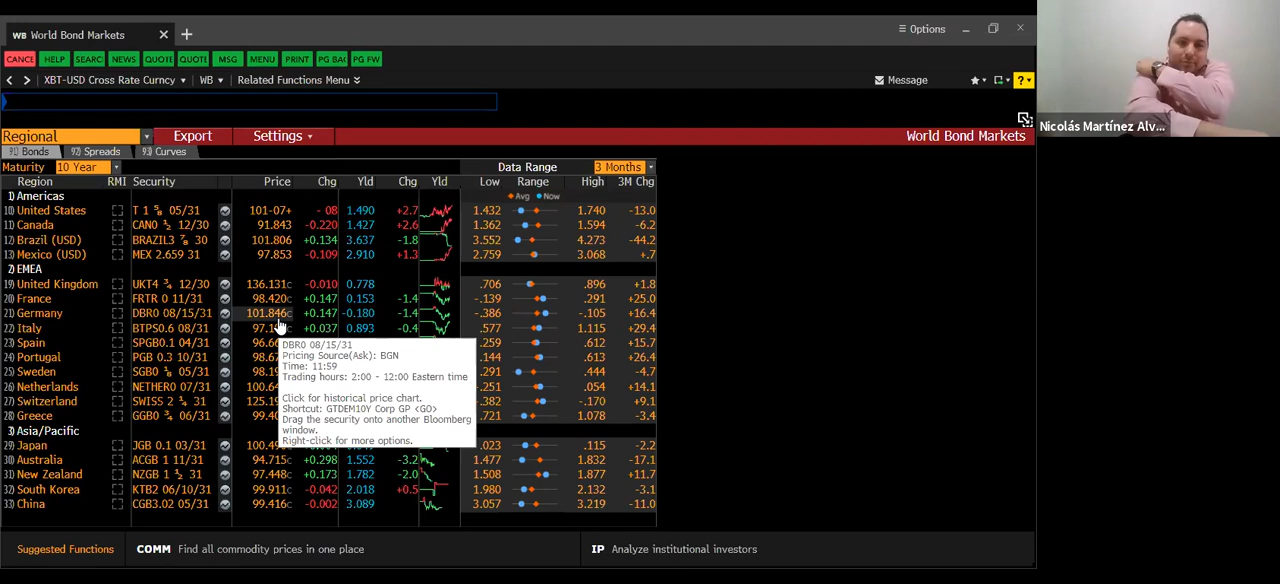 WB World Bond Markets × +
Options
CANCE HELP SEARC NEWS QUOTE QUOTE MSG MENU PRINT PG BAC PG FW
< > XBT-USD Cross Rate Curncy WB Related Functions Menu Message ?
Regional Export Settings World Bond Markets
91) Bonds 92) Spreads 93) Curves
Maturity 10 Year Data Range 3 Months
Region RMI Security Price Chg Yld Chg Yld Low Range High 3M Chg
1) Americas Avg Now
10) United States T 1 ⅝ 05/31 101-07+ - 08 1.490 +2.7 1.432 1.740 -13.0
11) Canada CAN0 ½ 12/30 91.843 -0.220 1.427 +2.6 1.362 1.594 -6.2
12) Brazil (USD) BRAZIL3 ⅞ 30 101.806 +0.134 3.637 -1.8 3.552 4.273 -44.2
13) Mexico (USD) MEX 2.659 31 97.853 -0.109 2.910 +1.3 2.759 3.068 +.7
2) EMEA
19) United Kingdom UKT4 ¾ 12/30 136.131c -0.010 0.778 .706 .896 +1.8
20) France FRTR 0 11/31 98.420c +0.147 0.153 -1.4 -.139 .291 +25.0
21) Germany DBR0 08/15/31 101.846c +0.147 -0.180 -1.4 -.386 -.105 +16.4
22) Italy BTPS0.6 08/31 +0.037 0.893 -0.4 .577 1.115 +29.4
23) Spain SPGB0.1 04/31 .259 .612 +15.7
24) Portugal PGB 0.3 10/31 .144 .613 +26.4
25) Sweden SGB0 ⅛ 05/31 .291 .444 -4.7
26) Netherlands NETHER0 07/31 -.251 .054 +14.1
27) Switzerland SWISS 2 ¼ 31 -.382 -.170 +9.1
28) Greece GGB0 ¾ 06/31 .721 1.078 -3.4
DBR0 08/15/31
Pricing Source(Ask): BGN
Time: 11:59
Trading hours: 2:00 - 12:00 Eastern time
Click for historical price chart.
Shortcut: GTDEM10Y Corp GP <GO>
Drag the security onto another Bloomberg
window.
Right-click for more options.
3) Asia/Pacific
29) Japan JGB 0.1 03/31 .023 .115 -2.2
30) Australia ACGB 1 11/31 94.715c +0.298 1.552 -3.2 1.477 1.832 -17.1
31) New Zealand NZGB 1 ½ 31 97.448c +0.173 1.782 -2.0 1.508 1.877 +11.7
32) South Korea KTB2 06/10/31 99.911c -0.042 2.018 +0.5 1.980 2.132 -3.1
33) China CGB3.02 05/31 99.416c -0.002 3.089 3.057 3.219 -11.0
Suggested Functions COMM Find all commodity prices in one place IP Analyze institutional investors
Nicolás Martínez Alv...